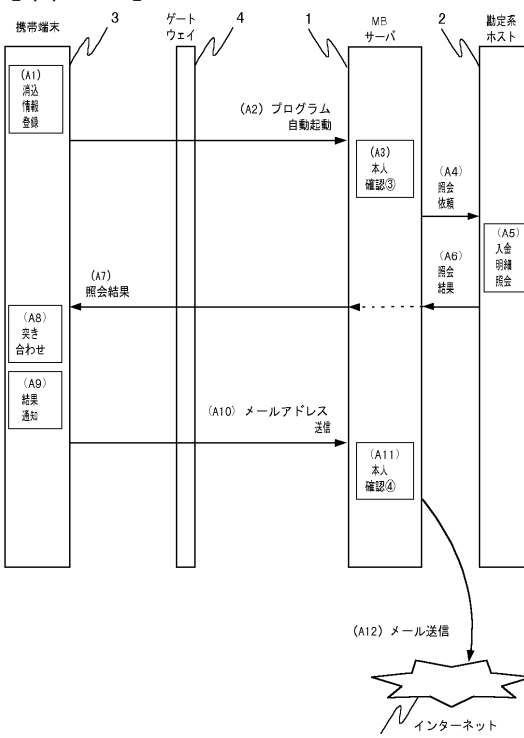 携帯端末
3
ゲート
ウェイ
4
1
MB
サーバ
2
勘定系
ホスト
(A1)
消込
情報
登録
(A2) プログラム
自動起動
(A3)
本人
確認③
(A4)
照会
依頼
(A5)
入金
明細
照会
(A6)
照会
結果
(A7)
照会結果
(A8)
突き
合わせ
(A9)
結果
通知
(A10) メールアドレス
送信
(A11)
本人
確認④
(A12) メール送信
インターネット